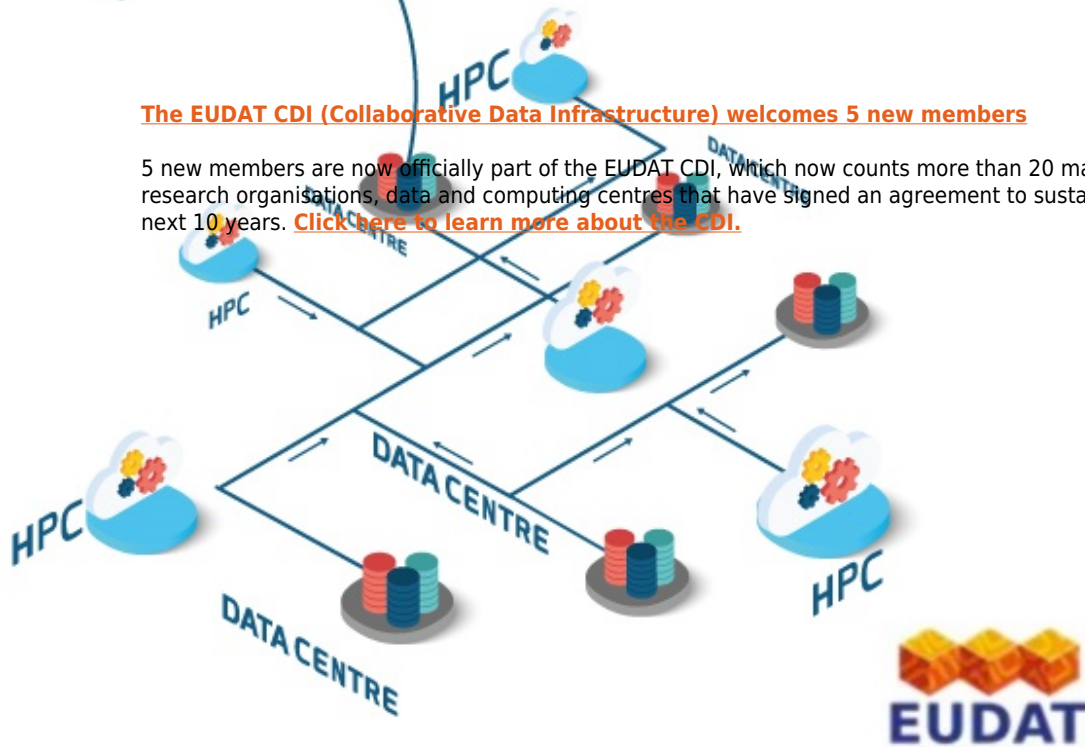 HPC
The EUDAT CDI (Collaborative Data Infrastructure) welcomes 5 new members
DATA CENTRE
5 new members are now officially part of the EUDAT CDI, which now counts more than 20 ma
research organisations, data and computing centres that have signed an agreement to susta
next 10 years. Click here to learn more about the CDI.
DATA CENTRE
HPC
DATA CENTRE
HPC
HPC
DATA CENTRE
EUDAT